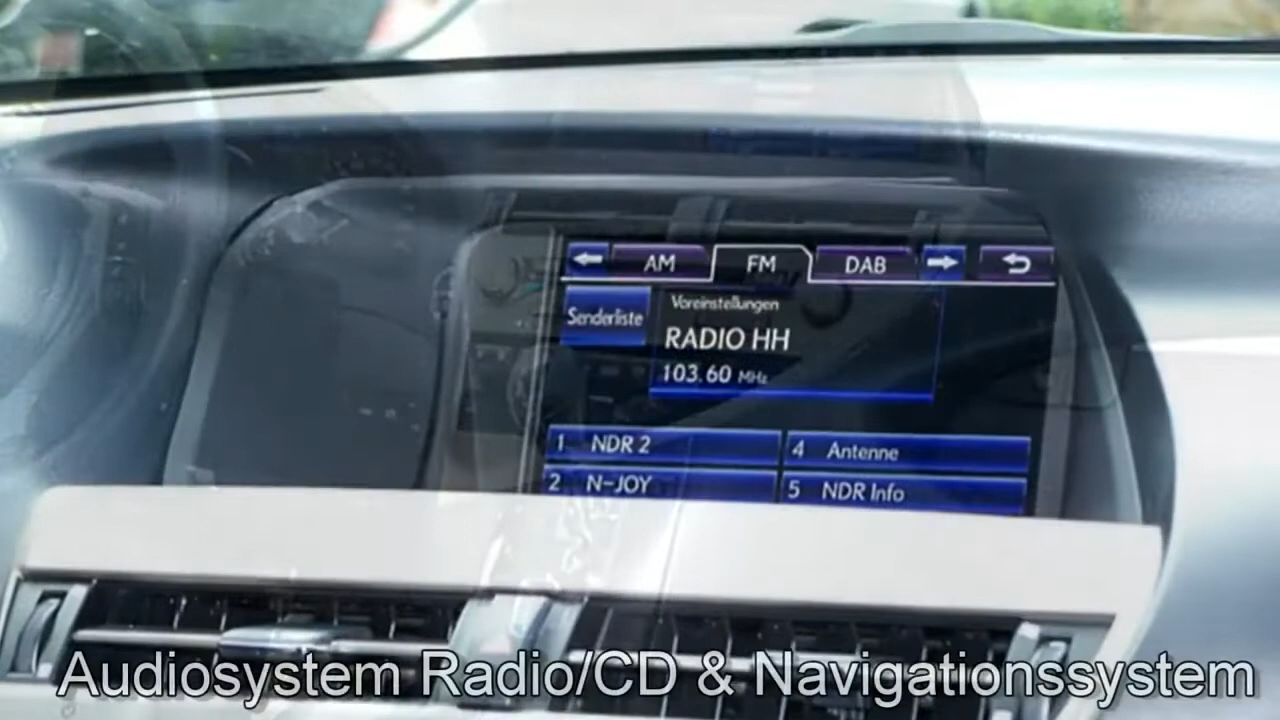 AM FM DAB
Senderliste
Voreinstellungen
RADIO HH
103.60 MHz
1 NDR 2
4 Antenne
2 N-JOY
5 NDR Info
Audiosystem Radio/CD & Navigationssystem